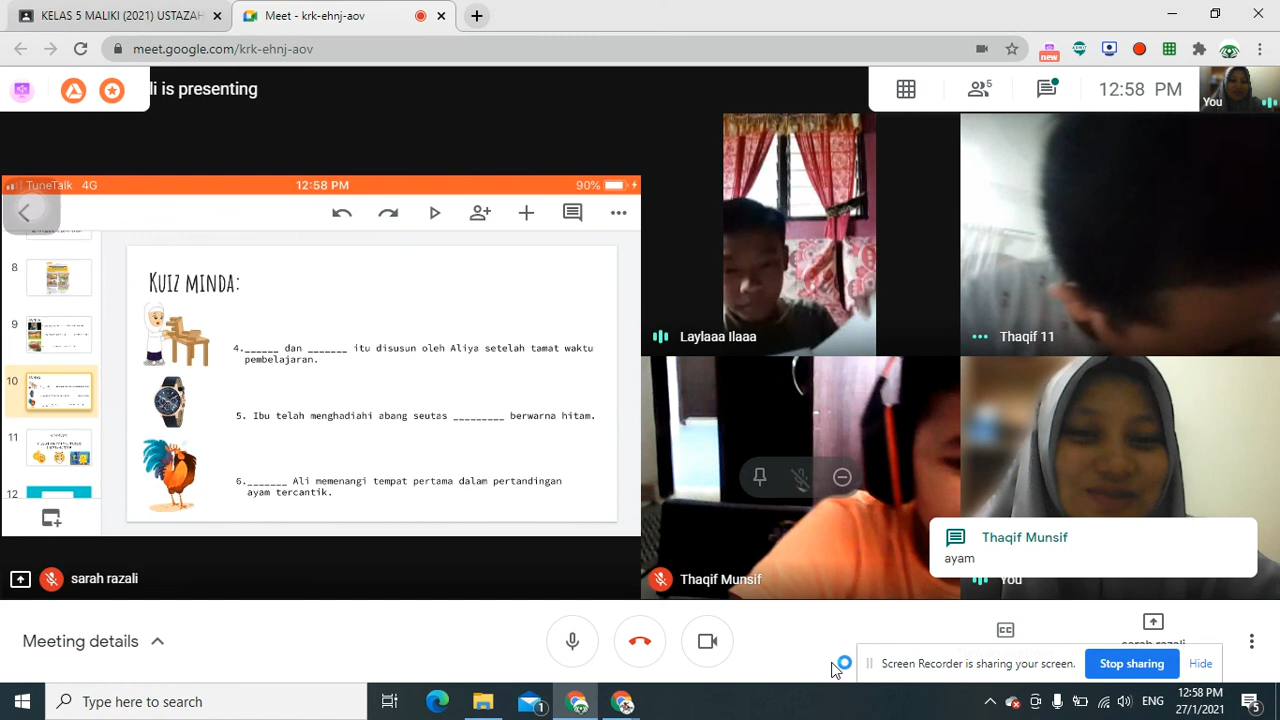 KELAS 5 MALIKI (2021) USTAZAH
Meet - krk-ehnj-aov
meet.google.com/krk-ehnj-aov
new
li is presenting
5
12:58 PM
You
TuneTalk 4G
12:58 PM
90%
8
9
10
11
12
KUIZ MINDA:
4.______ dan _______ itu disusun oleh Aliya setelah tamat waktu
pembelajaran.
5. Ibu telah menghadiahi abang seutas _________ berwarna hitam.
6._______ Ali memenangi tempat pertama dalam pertandingan
ayam tercantik.
Laylaaa Ilaaa
Thaqif 11
Thaqif Munsif
ayam
sarah razali
Thaqif Munsif
You
Meeting details
CC
sarah razali
Screen Recorder is sharing your screen.
Stop sharing
Hide
Type here to search
1
ENG
12:58 PM
27/1/2021
5